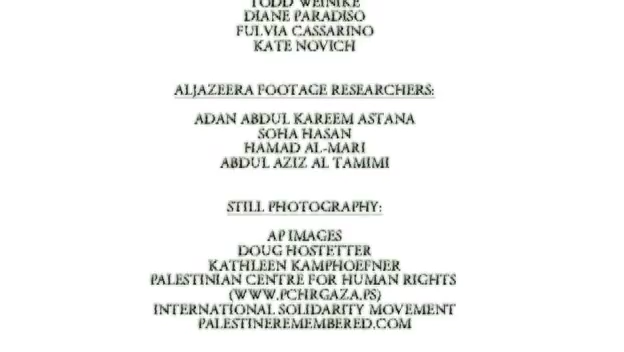 TODD WEINIKE
DIANE PARADISO
FULVIA CASSARINO
KATE NOVICH
ALJAZEERA FOOTAGE RESEARCHERS:
ADAN ABDUL KAREEM ASTANA
SOHA HASAN
HAMAD AL-MARI
ABDUL AZIZ AL TAMIMI
STILL PHOTOGRAPHY:
AP IMAGES
DOUG HOSTETTER
KATHLEEN KAMPHOEFNER
PALESTINIAN CENTRE FOR HUMAN RIGHTS
(WWW.PCHRGAZA.PS)
INTERNATIONAL SOLIDARITY MOVEMENT
PALESTINEREMEMBERED.COM